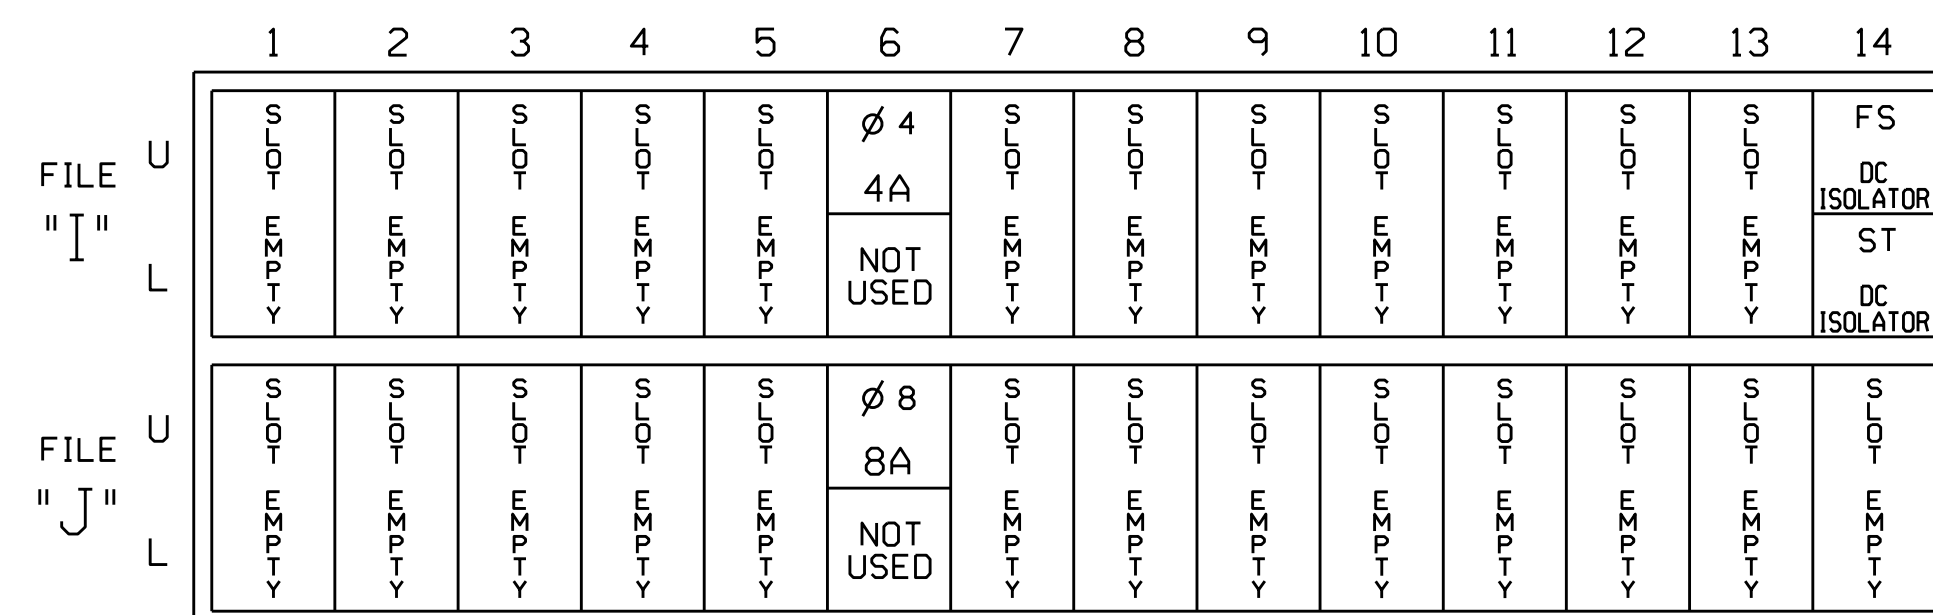 1 2 3 4 5 6 7 8 9 10 11 12 13 14
FILE "I"
U
L
SLOT EMPTY
SLOT EMPTY
SLOT EMPTY
SLOT EMPTY
SLOT EMPTY
Ø 4
4A
NOT
USED
SLOT EMPTY
SLOT EMPTY
SLOT EMPTY
SLOT EMPTY
SLOT EMPTY
SLOT EMPTY
SLOT EMPTY
FS
DC
ISOLATOR
ST
DC
ISOLATOR
FILE "J"
U
L
SLOT EMPTY
SLOT EMPTY
SLOT EMPTY
SLOT EMPTY
SLOT EMPTY
Ø 8
8A
NOT
USED
SLOT EMPTY
SLOT EMPTY
SLOT EMPTY
SLOT EMPTY
SLOT EMPTY
SLOT EMPTY
SLOT EMPTY
SLOT EMPTY